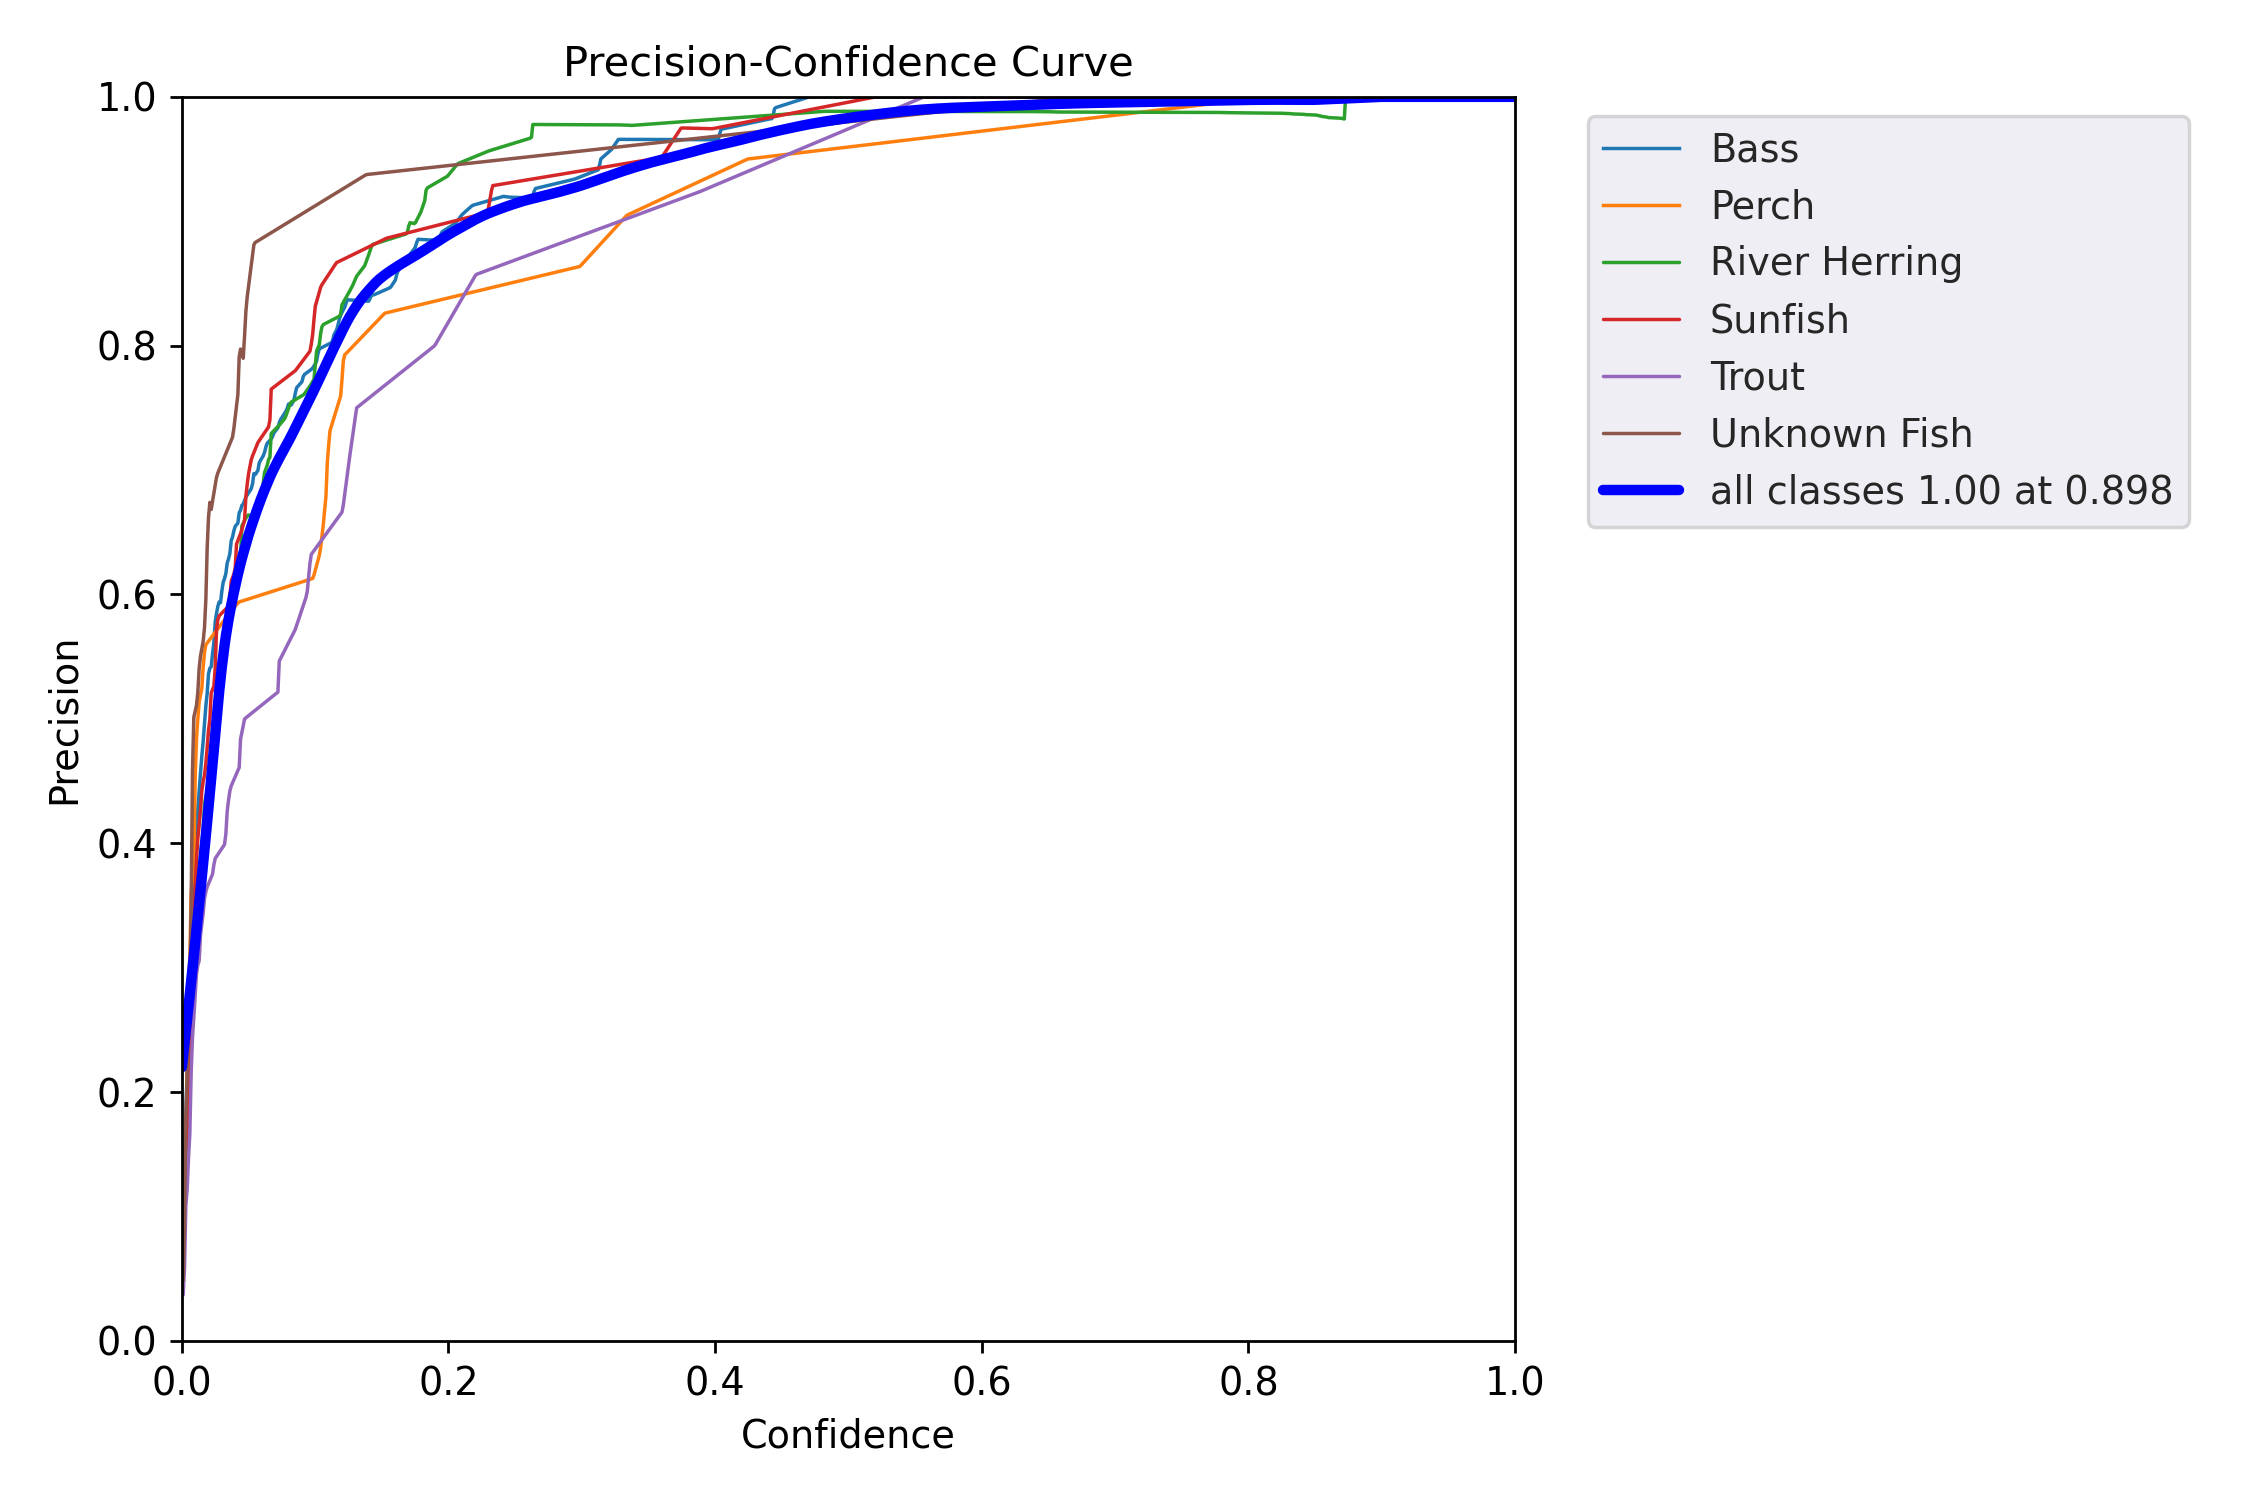 Precision-Confidence Curve
1.0
0.8
0.6
0.4
0.2
0.0
Precision
0.0 0.2 0.4 0.6 0.8 1.0
Confidence
Bass
Perch
River Herring
Sunfish
Trout
Unknown Fish
all classes 1.00 at 0.898